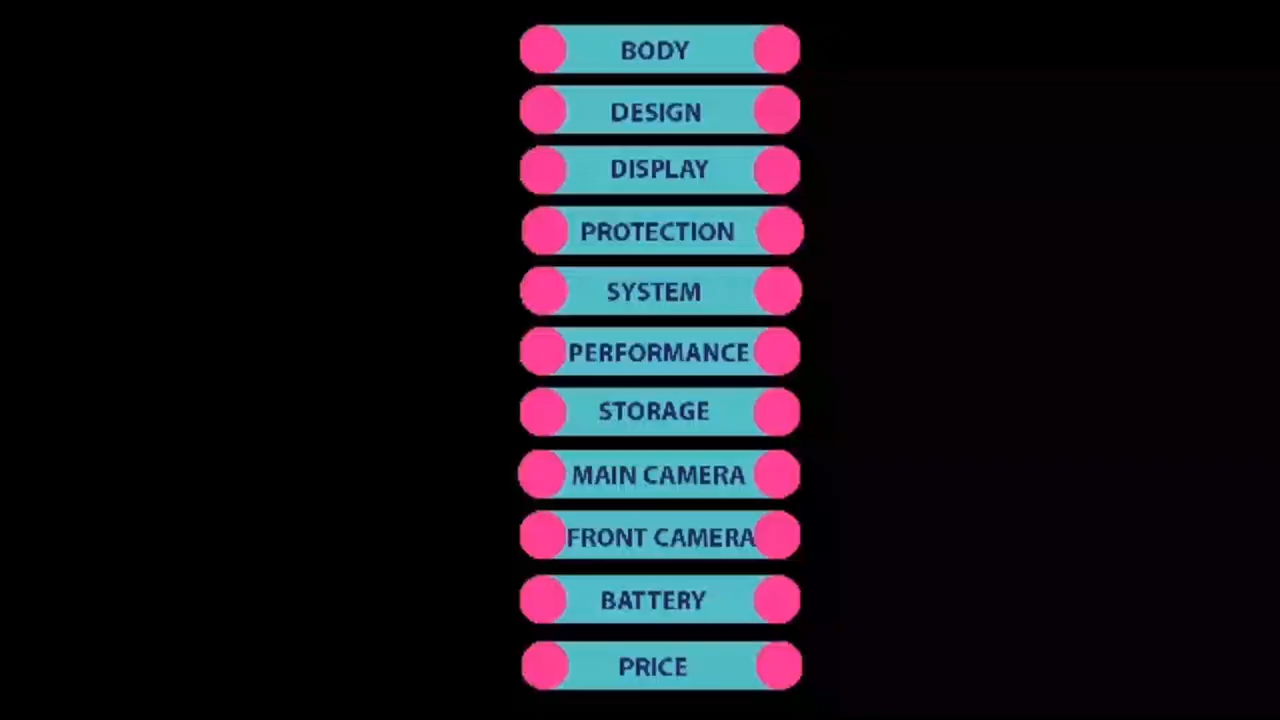 BODY
DESIGN
DISPLAY
PROTECTION
SYSTEM
PERFORMANCE
STORAGE
MAIN CAMERA
FRONT CAMERA
BATTERY
PRICE